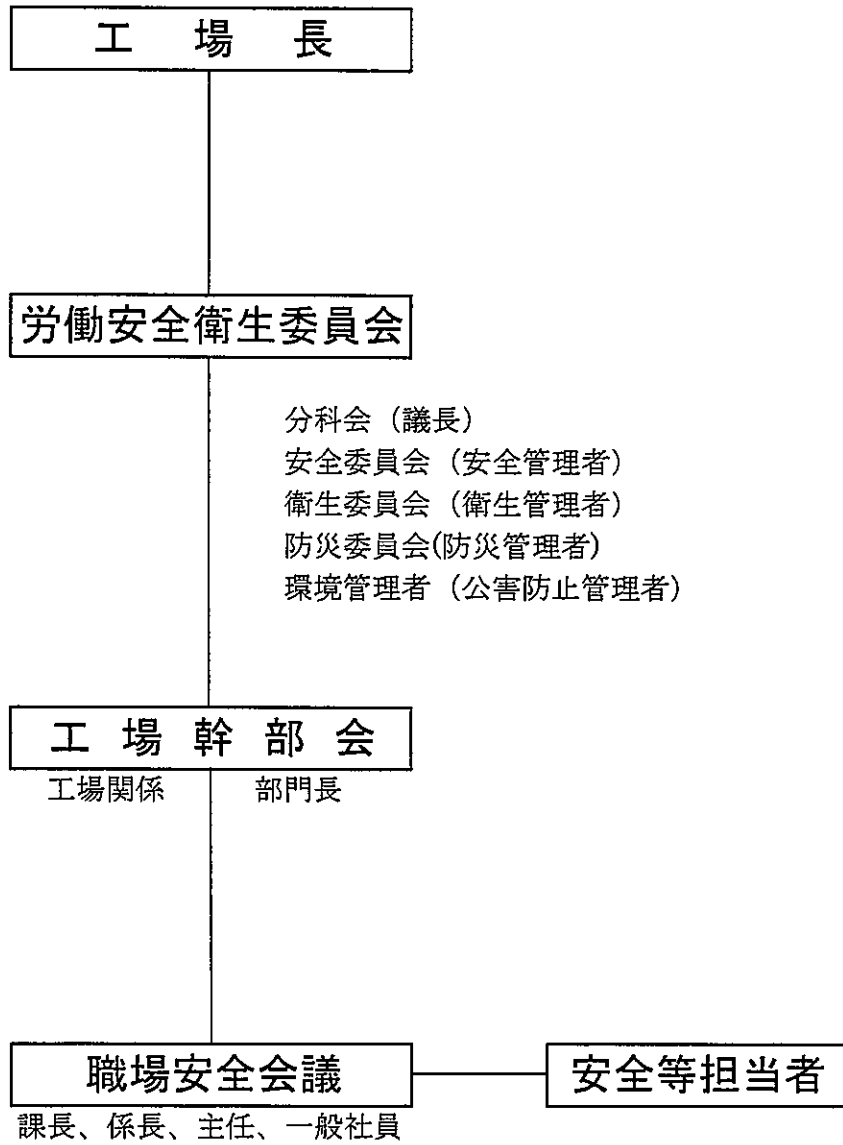 工場長
労働安全衛生委員会
分科会（議長）
安全委員会（安全管理者）
衛生委員会（衛生管理者）
防災委員会(防災管理者)
環境管理者（公害防止管理者）
工場幹部会
工場関係 部門長
職場安全会議 安全等担当者
課長、係長、主任、一般社員